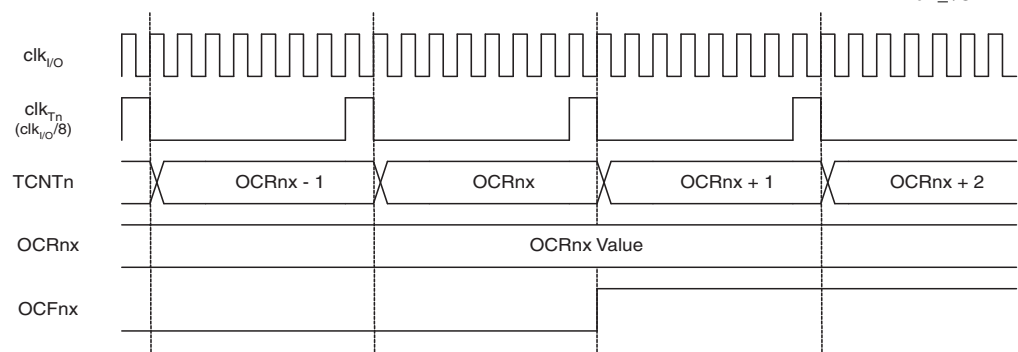 clkI/O
clkTn
(clkI/O/8)
TCNTn
OCRnx - 1
OCRnx
OCRnx + 1
OCRnx + 2
OCRnx
OCRnx Value
OCFnx